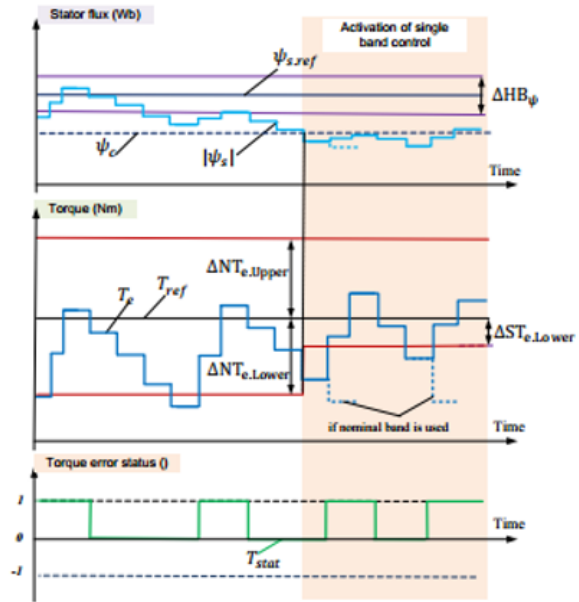 Stator flux (Wb)
Activation of single
band control
ψs.ref
ΔHBψ
ψc
|ψs|
Time
Torque (Nm)
ΔNTe.Upper
Te
Tref
ΔSTe.Lower
ΔNTe.Lower
if nominal band is used
Time
Torque error status ()
1
Time
0
Tstat
-1